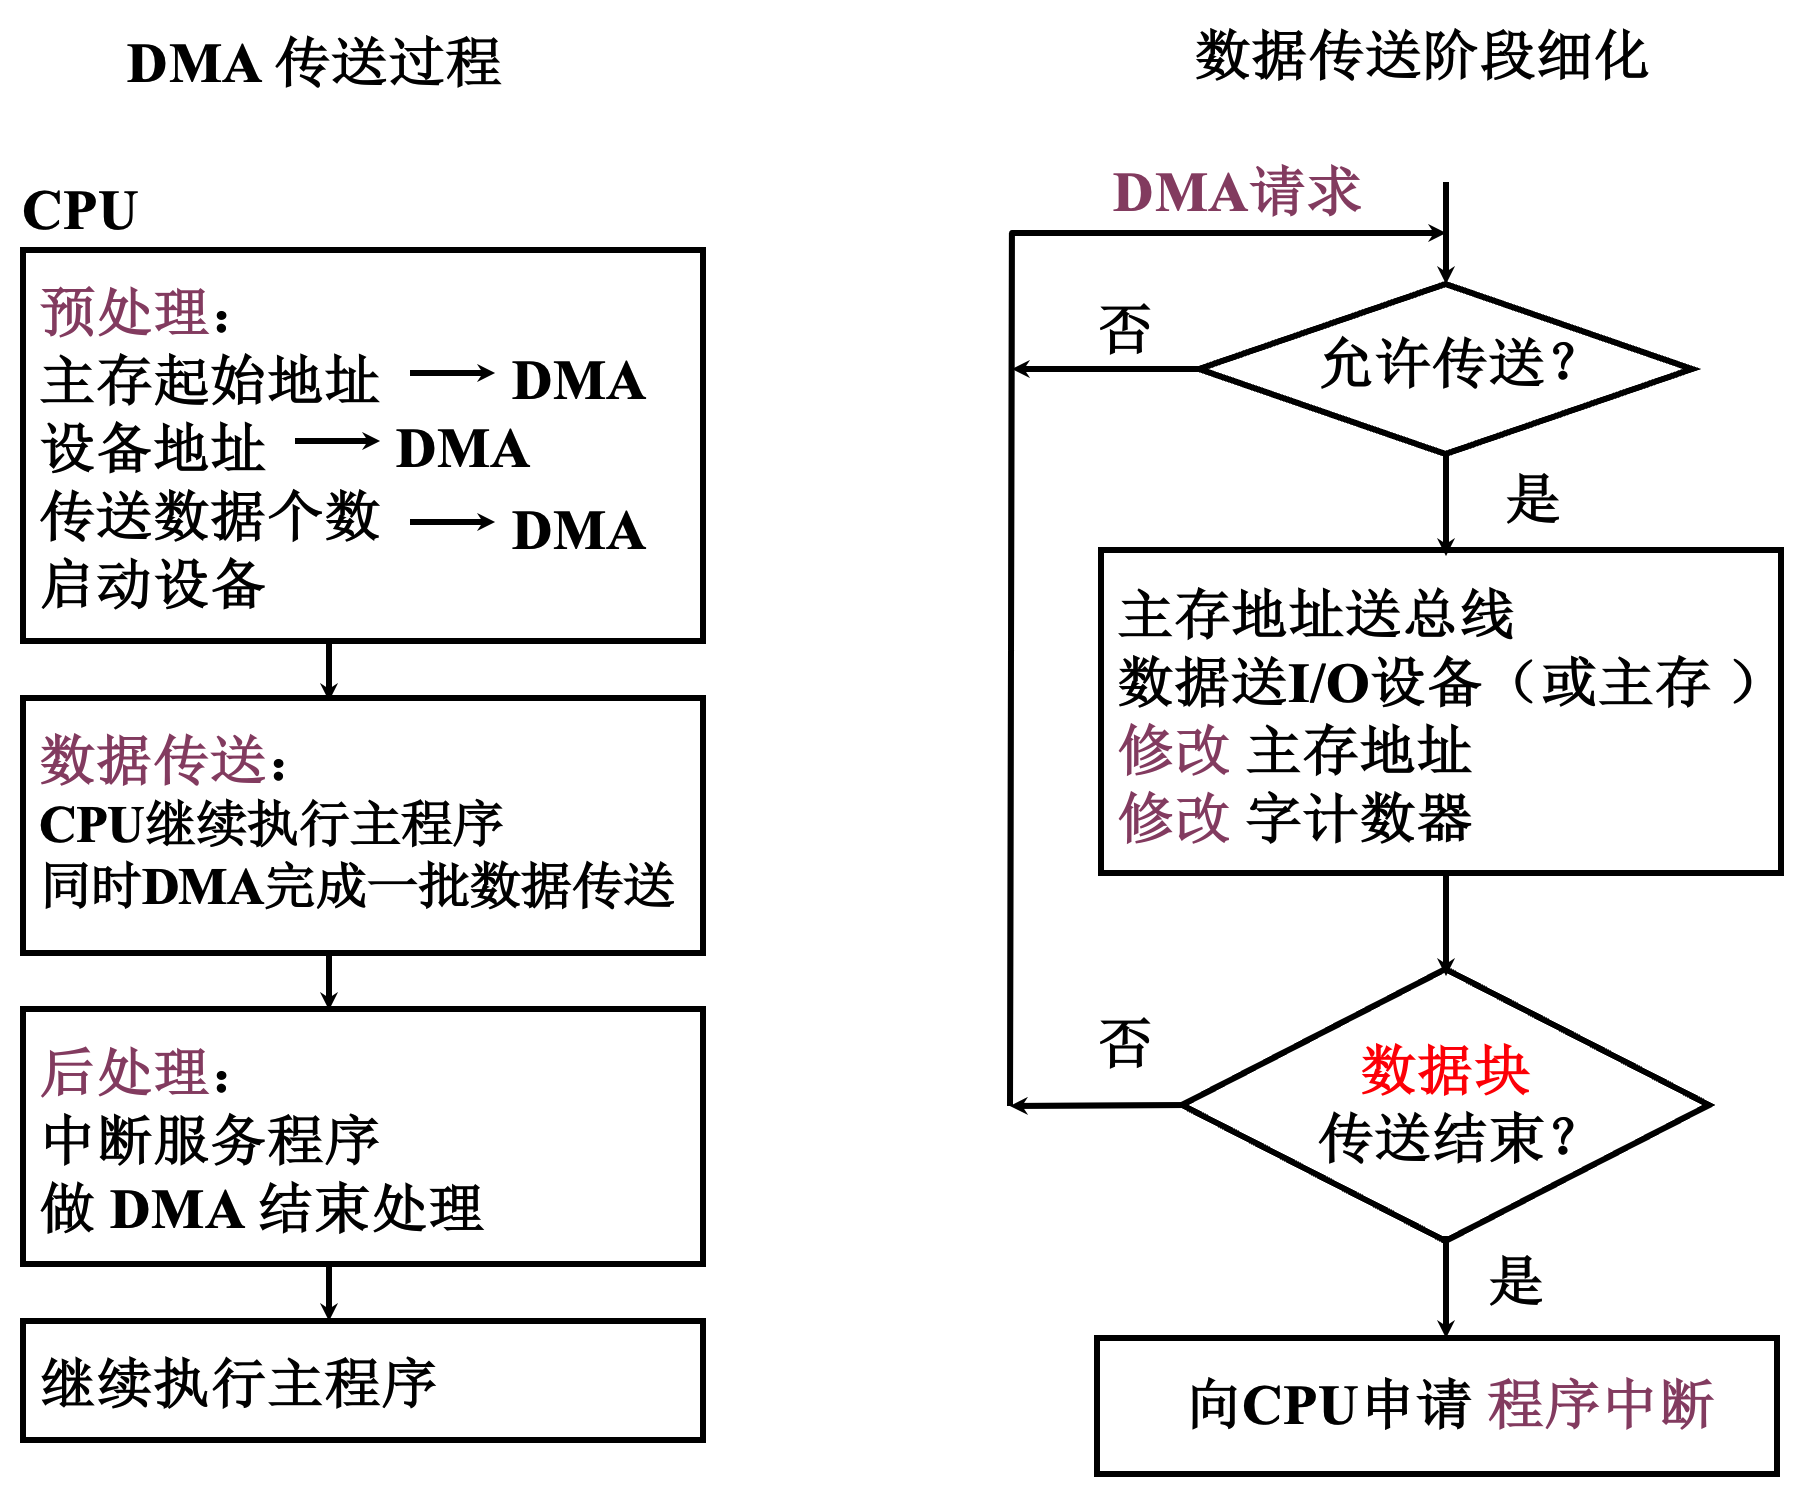 DMA 传送过程
CPU
预处理：
主存起始地址 → DMA
设备地址 → DMA
传送数据个数 → DMA
启动设备
数据传送：
CPU继续执行主程序
同时DMA完成一批数据传送
后处理：
中断服务程序
做 DMA 结束处理
继续执行主程序
数据传送阶段细化
DMA请求
否
允许传送？
是
主存地址送总线
数据送I/O设备（或主存 ）
修改 主存地址
修改 字计数器
否
数据块
传送结束？
是
向CPU申请 程序中断